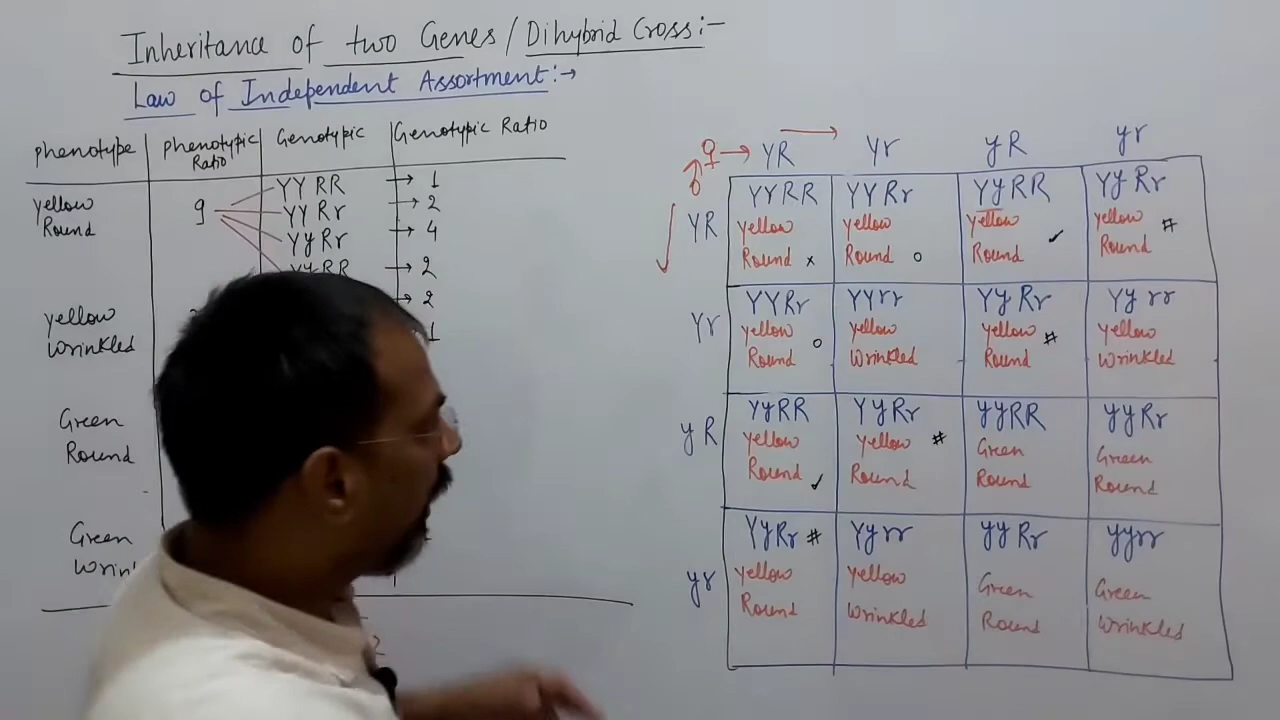 Inheritance of two Genes / Dihybrid Cross:-
Law of Independent Assortment:→
Phenotype Phenotypic Ratio Genotypic Genotypic Ratio
Yellow Round 9
YYRR → 1
YYRr → 2
YyRr → 4
YyRR → 2
→ 2
Yellow Wrinkled 1
Green Round
Green
♀ → YR Yr yR yr
♂
YR YYRR YYRr YyRR YyRr
Yellow Yellow Yellow Yellow #
Round x Round o Round ✓ Round
Yr YYRr YYrr YyRr Yyrr
Yellow o Yellow Yellow # Yellow
Round Wrinkled Round Wrinkled
yR YyRR YyRr yyRR yyRr
Yellow Yellow # Green Green
Round ✓ Round Round Round
yr YyRr # Yyrr yyRr yyrr
Yellow Yellow Green Green
Round Wrinkled Round Wrinkled
2